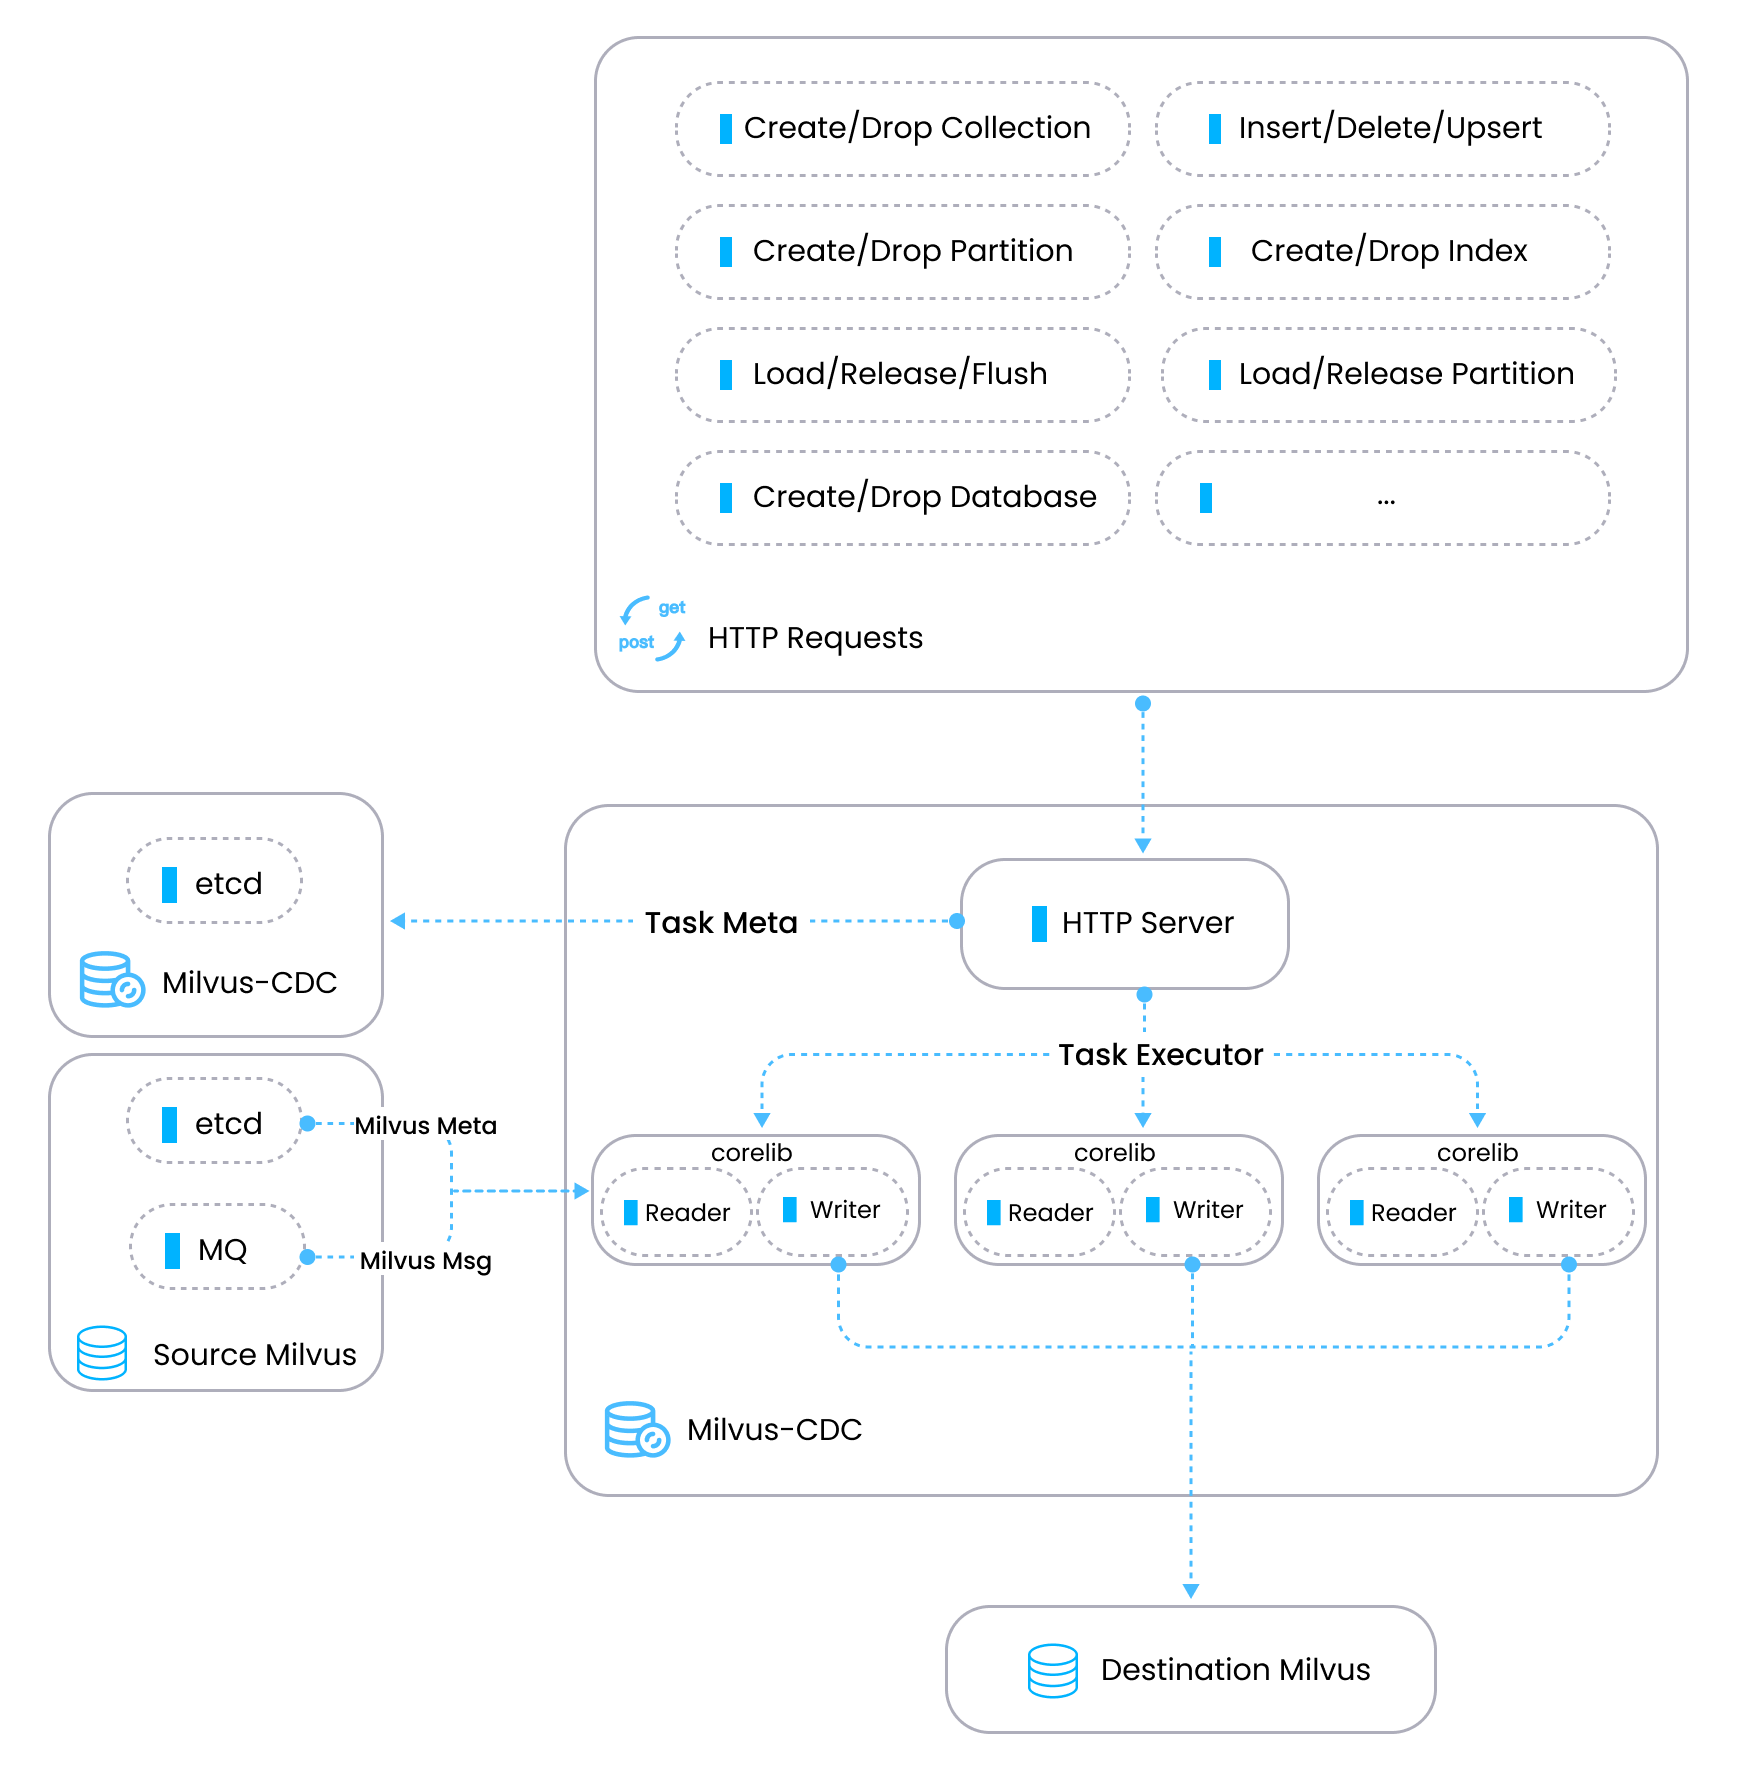 Create/Drop Collection
Insert/Delete/Upsert
Create/Drop Partition
Create/Drop Index
Load/Release/Flush
Load/Release Partition
Create/Drop Database
...
get
post
HTTP Requests
etcd
Milvus-CDC
Task Meta
HTTP Server
Task Executor
etcd
Milvus Meta
MQ
Milvus Msg
Source Milvus
corelib
Reader
Writer
corelib
Reader
Writer
corelib
Reader
Writer
Milvus-CDC
Destination Milvus